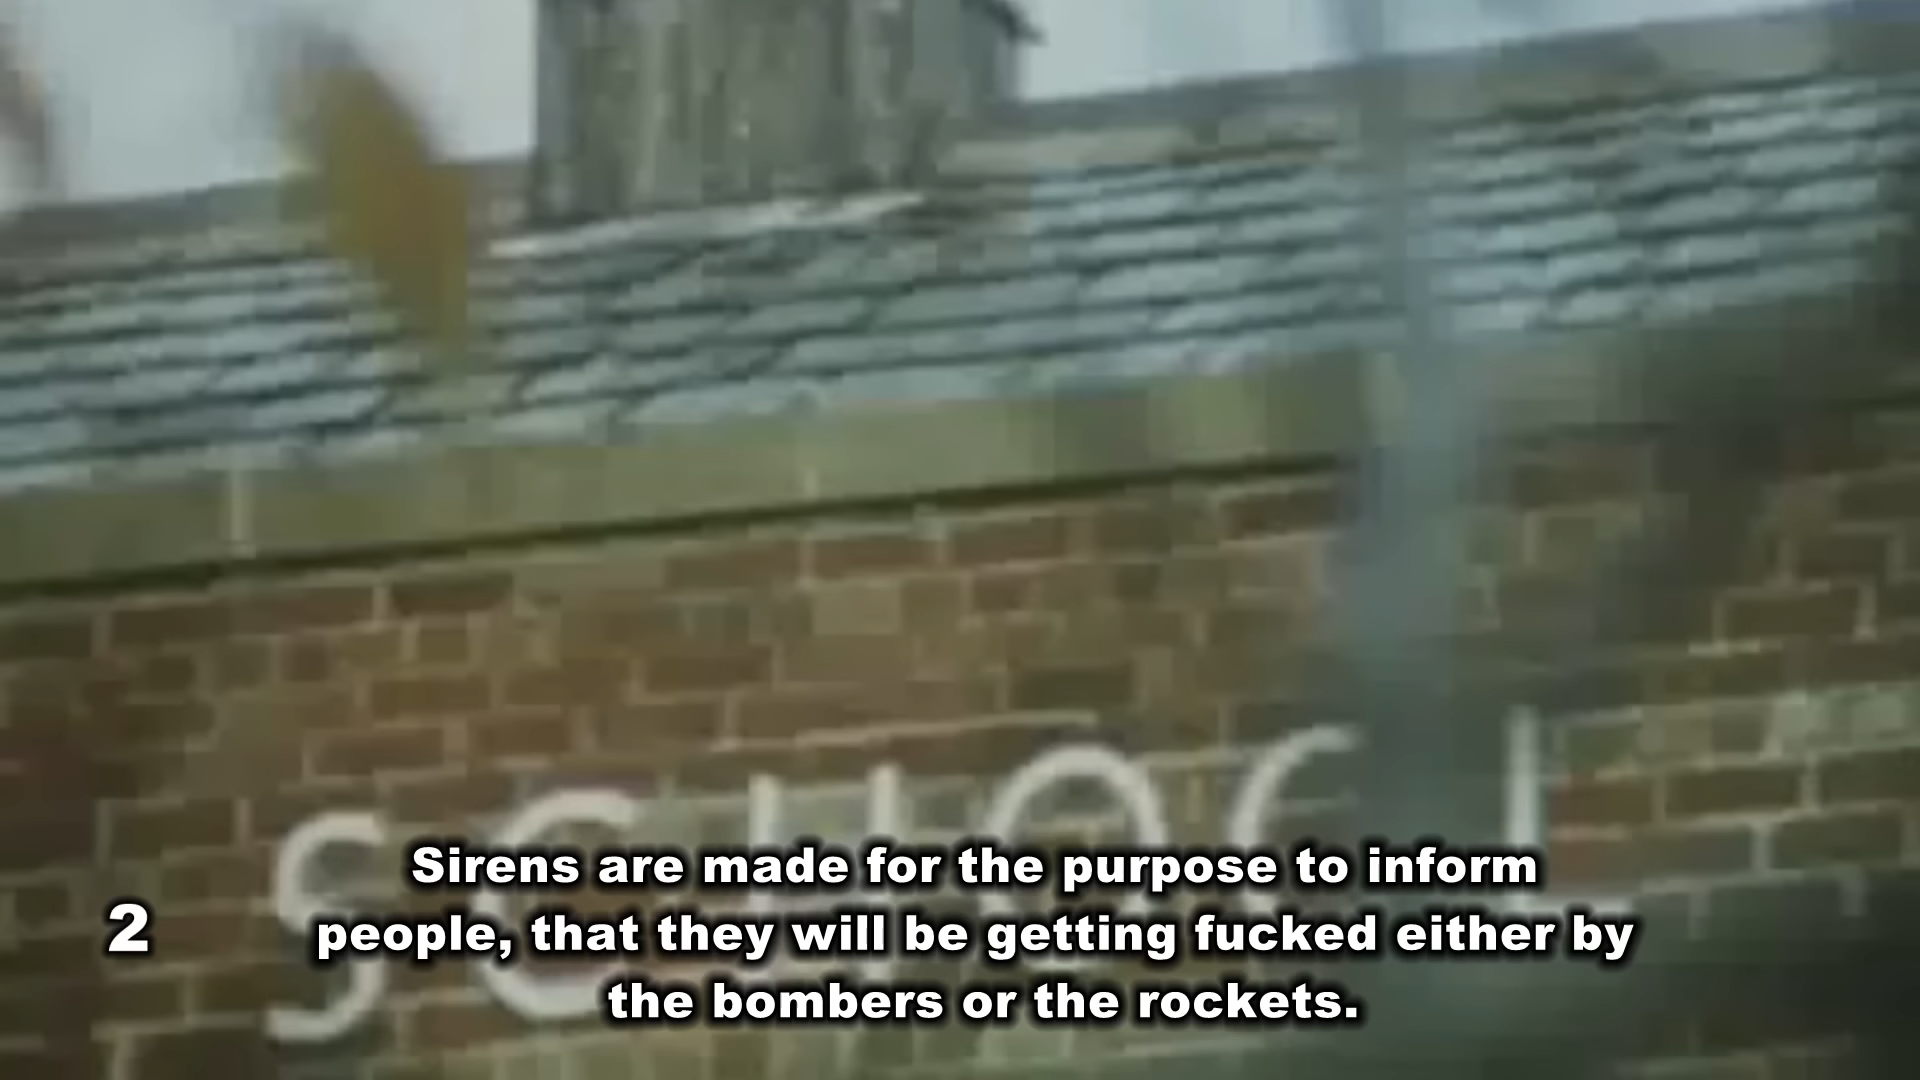 SCHOOL
Sirens are made for the purpose to inform
people, that they will be getting fucked either by
the bombers or the rockets.
2